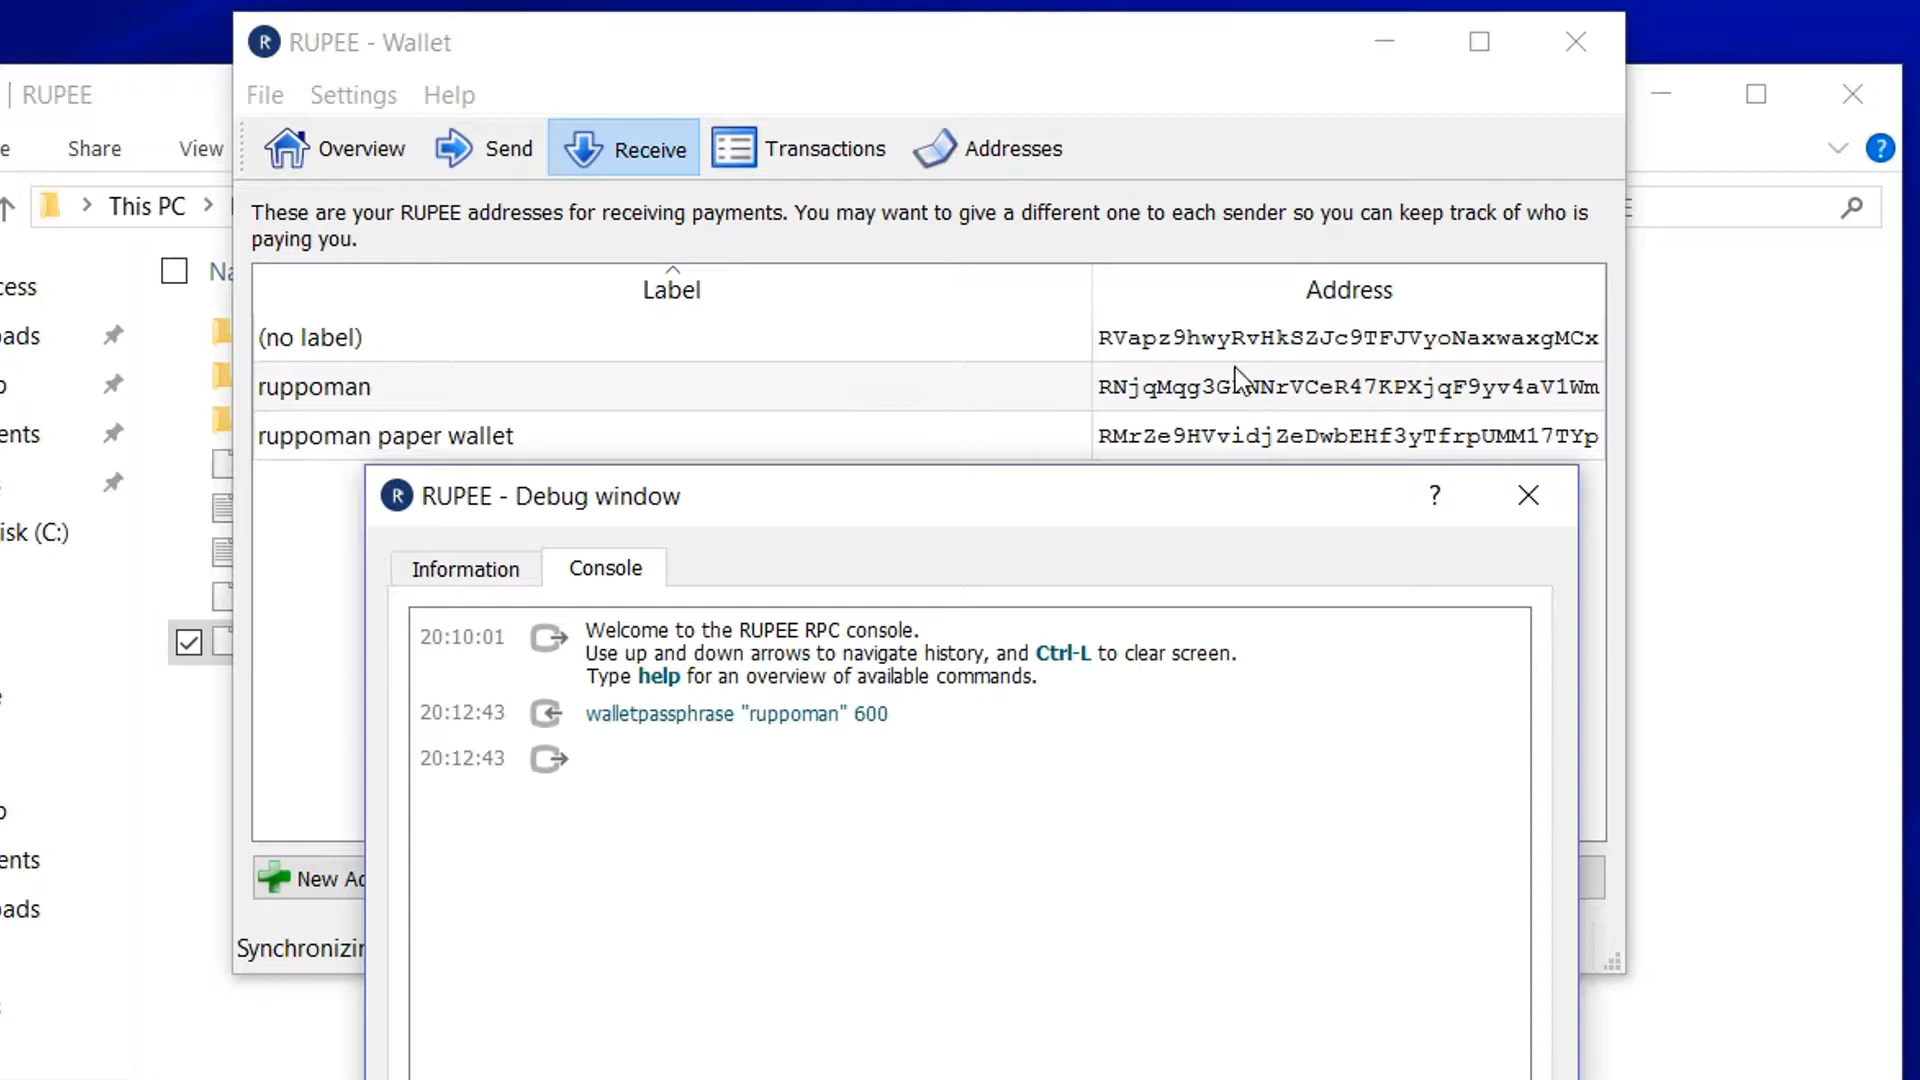 RUPEE - Wallet
| RUPEE
File Settings Help
Share View
Overview Send Receive Transactions Addresses
?
This PC
These are your RUPEE addresses for receiving payments. You may want to give a different one to each sender so you can keep track of who is
paying you.
Label Address
(no label) RVapz9hwyRvHkSZJc9TFJVyoNaxwaxgMCx
ruppoman
ruppoman paper wallet RMrZe9HVvidjZeDwbEHf3yTfrpUMM17TYp
RUPEE - Debug window ?
isk (C:)
Information Console
20:10:01 Welcome to the RUPEE RPC console.
Use up and down arrows to navigate history, and Ctrl-L to clear screen.
Type help for an overview of available commands.
20:12:43 walletpassphrase "ruppoman" 600
20:12:43
New Ad
Synchronizin
ents
oads